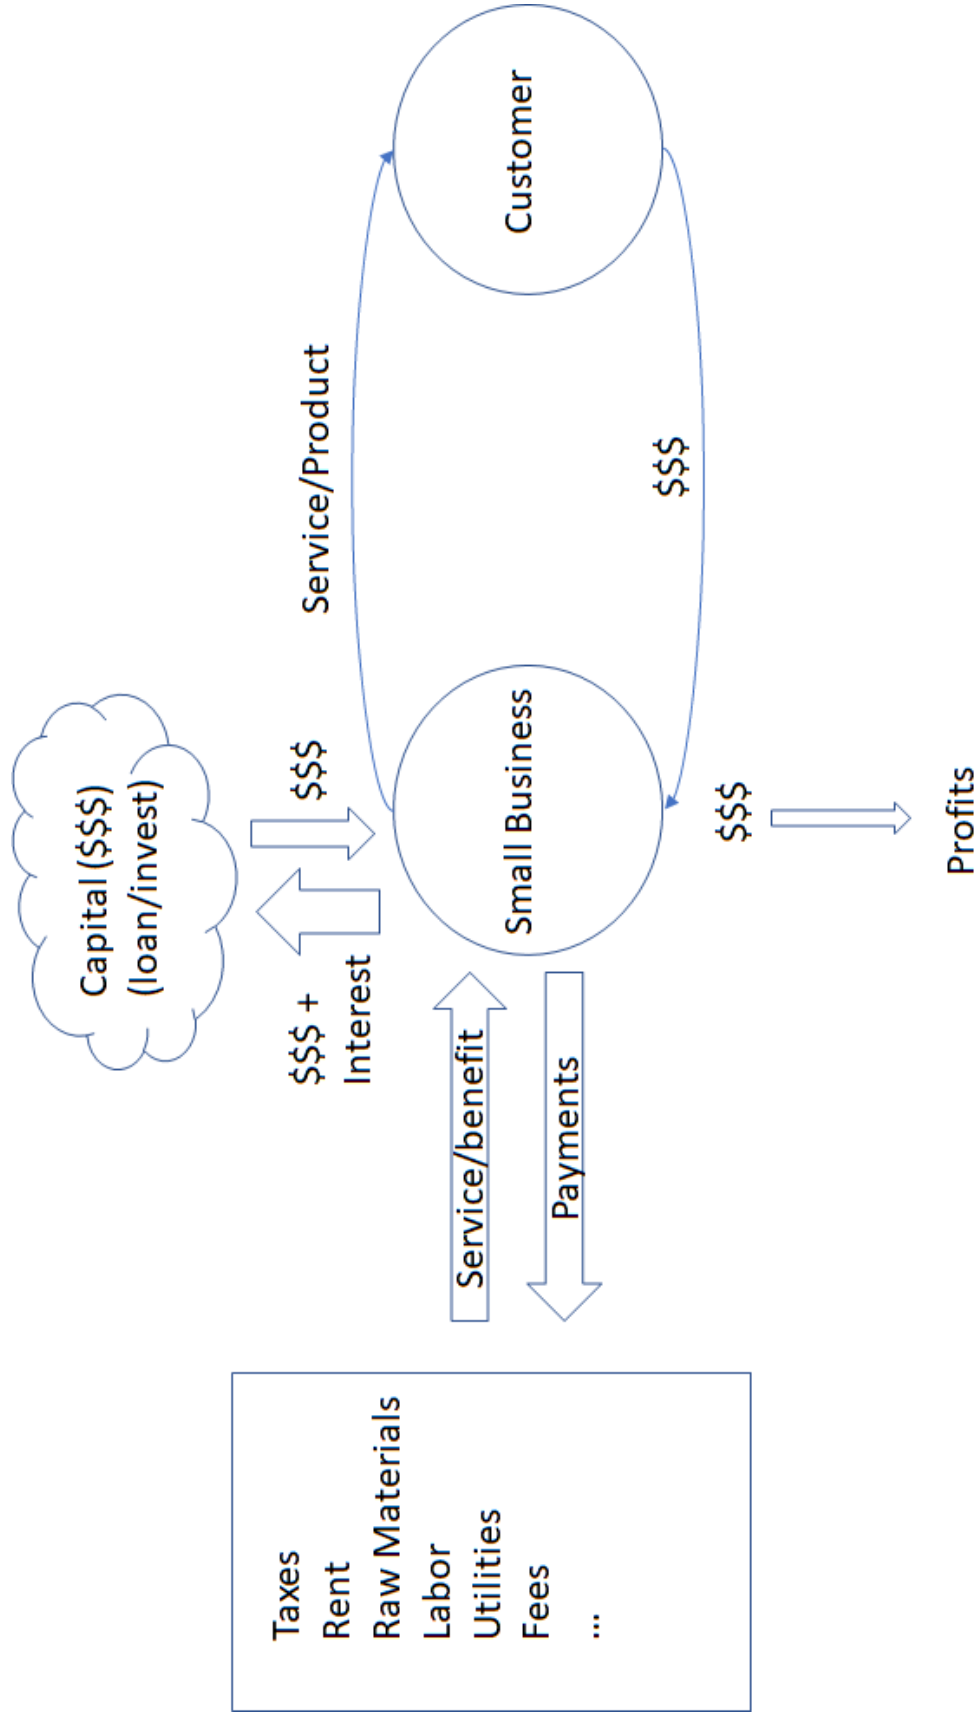 Capital ($$$)
(loan/invest)
$$$ +
Interest
$$$
Service/Product
Taxes
Rent
Raw Materials
Labor
Utilities
Fees
...
Service/benefit
Payments
Small Business
Customer
$$$
$$$
Profits